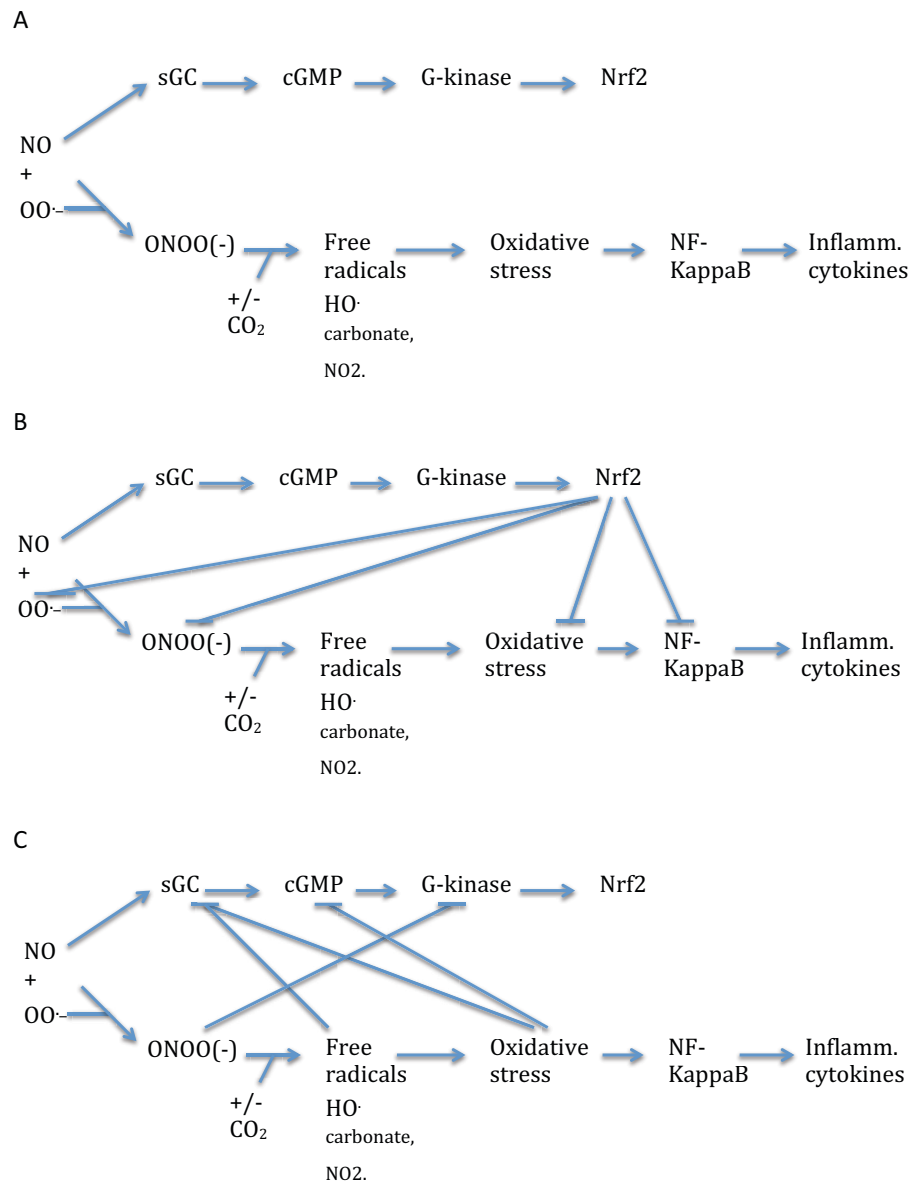 A
sGC cGMP G-kinase Nrf2
NO
+
OO·–
ONOO(-) Free radicals Oxidative stress NF-KappaB Inflamm. cytokines
+/-
CO₂
HO·
carbonate,
NO2.
B
sGC cGMP G-kinase Nrf2
NO
+
OO·–
ONOO(-) Free radicals Oxidative stress NF-KappaB Inflamm. cytokines
+/-
CO₂
HO·
carbonate,
NO2.
C
sGC cGMP G-kinase Nrf2
NO
+
OO·–
ONOO(-) Free radicals Oxidative stress NF-KappaB Inflamm. cytokines
+/-
CO₂
HO·
carbonate,
NO2.